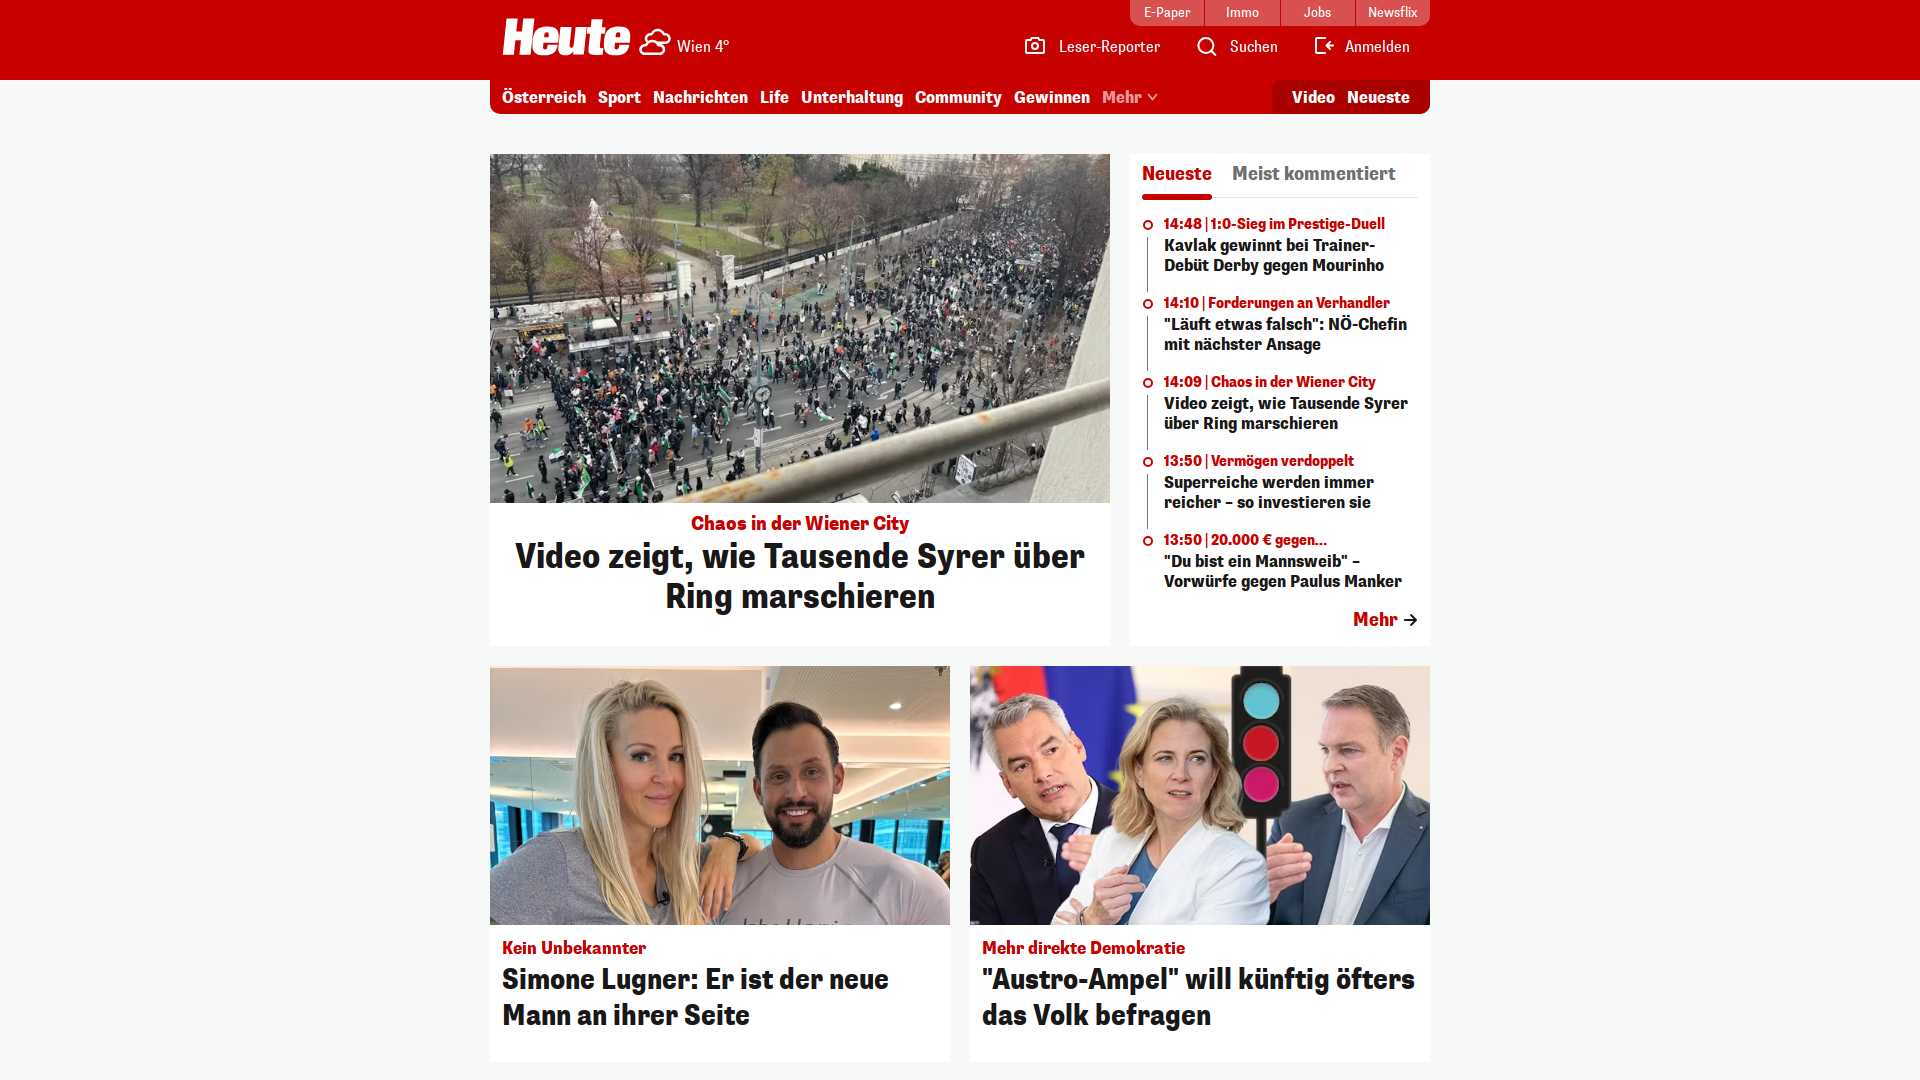 E-Paper
Immo
Jobs
Newsflix
Heute
Wien 4°
Leser-Reporter
Suchen
Anmelden
Österreich
Sport
Nachrichten
Life
Unterhaltung
Community
Gewinnen
Mehr
Video
Neueste
Chaos in der Wiener City
Video zeigt, wie Tausende Syrer über
Ring marschieren
Neueste
Meist kommentiert
14:48 | 1:0-Sieg im Prestige-Duell
Kavlak gewinnt bei Trainer-
Debüt Derby gegen Mourinho
14:10 | Forderungen an Verhandler
"Läuft etwas falsch": NÖ-Chefin
mit nächster Ansage
14:09 | Chaos in der Wiener City
Video zeigt, wie Tausende Syrer
über Ring marschieren
13:50 | Vermögen verdoppelt
Superreiche werden immer
reicher – so investieren sie
13:50 | 20.000 € gegen...
"Du bist ein Mannsweib" –
Vorwürfe gegen Paulus Manker
Mehr
Kein Unbekannter
Simone Lugner: Er ist der neue
Mann an ihrer Seite
Mehr direkte Demokratie
"Austro-Ampel" will künftig öfters
das Volk befragen